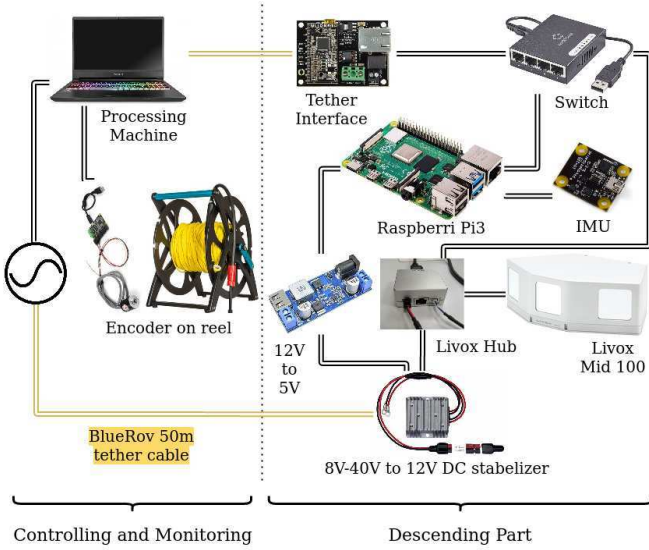 Processing
Machine
Tether
Interface
Switch
Raspberri Pi3
IMU
Encoder on reel
12V
to
5V
Livox Hub
Livox
Mid 100
BlueRov 50m
tether cable
8V-40V to 12V DC stabelizer
Controlling and Monitoring
Descending Part